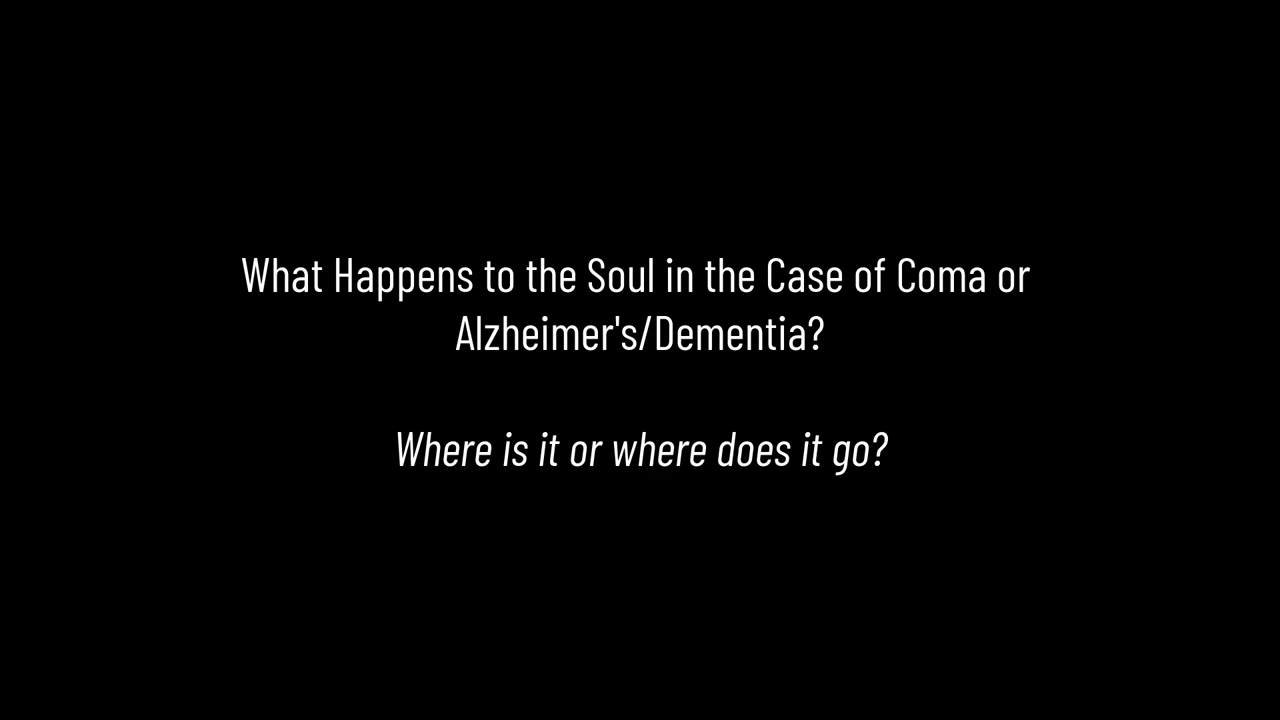 What Happens to the Soul in the Case of Coma or
Alzheimer's/Dementia?
Where is it or where does it go?